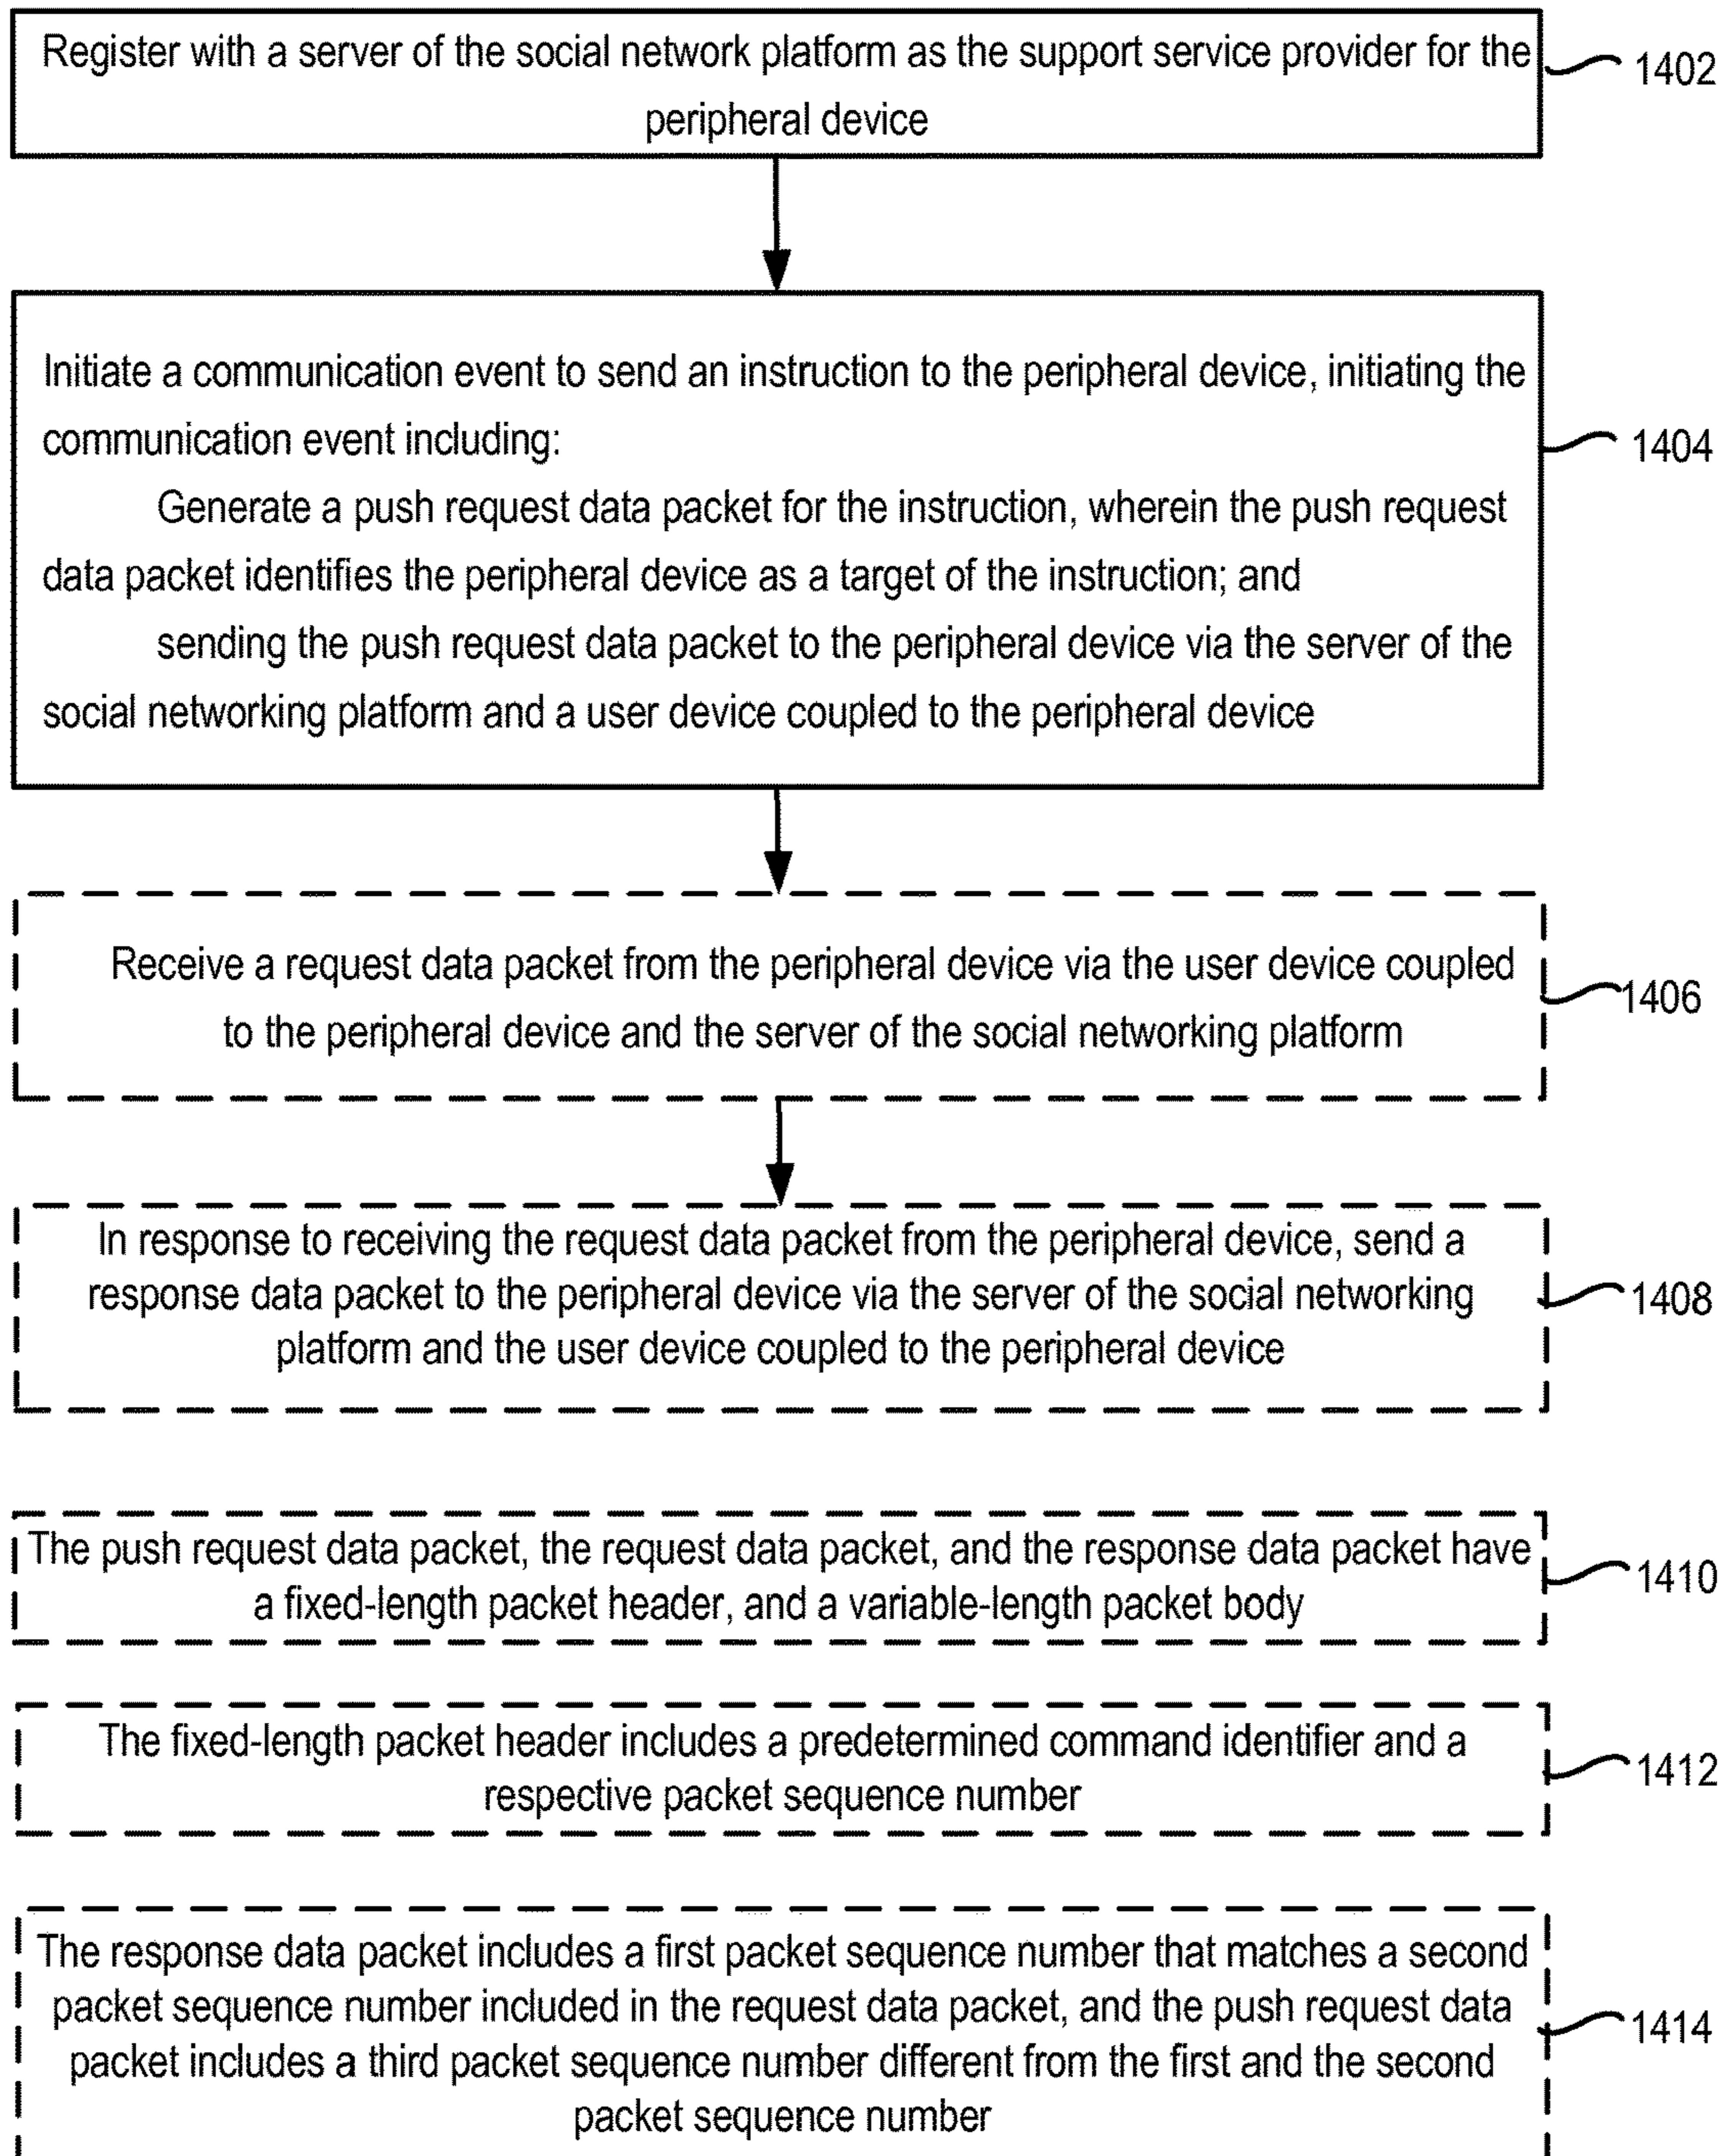 Register with a server of the social network platform as the support service provider for the
peripheral device
1402
Initiate a communication event to send an instruction to the peripheral device, initiating the
communication event including:
Generate a push request data packet for the instruction, wherein the push request
data packet identifies the peripheral device as a target of the instruction; and
sending the push request data packet to the peripheral device via the server of the
social networking platform and a user device coupled to the peripheral device
1404
Receive a request data packet from the peripheral device via the user device coupled
to the peripheral device and the server of the social networking platform
1406
In response to receiving the request data packet from the peripheral device, send a
response data packet to the peripheral device via the server of the social networking
platform and the user device coupled to the peripheral device
1408
The push request data packet, the request data packet, and the response data packet have
a fixed-length packet header, and a variable-length packet body
1410
The fixed-length packet header includes a predetermined command identifier and a
respective packet sequence number
1412
The response data packet includes a first packet sequence number that matches a second
packet sequence number included in the request data packet, and the push request data
packet includes a third packet sequence number different from the first and the second
packet sequence number
1414